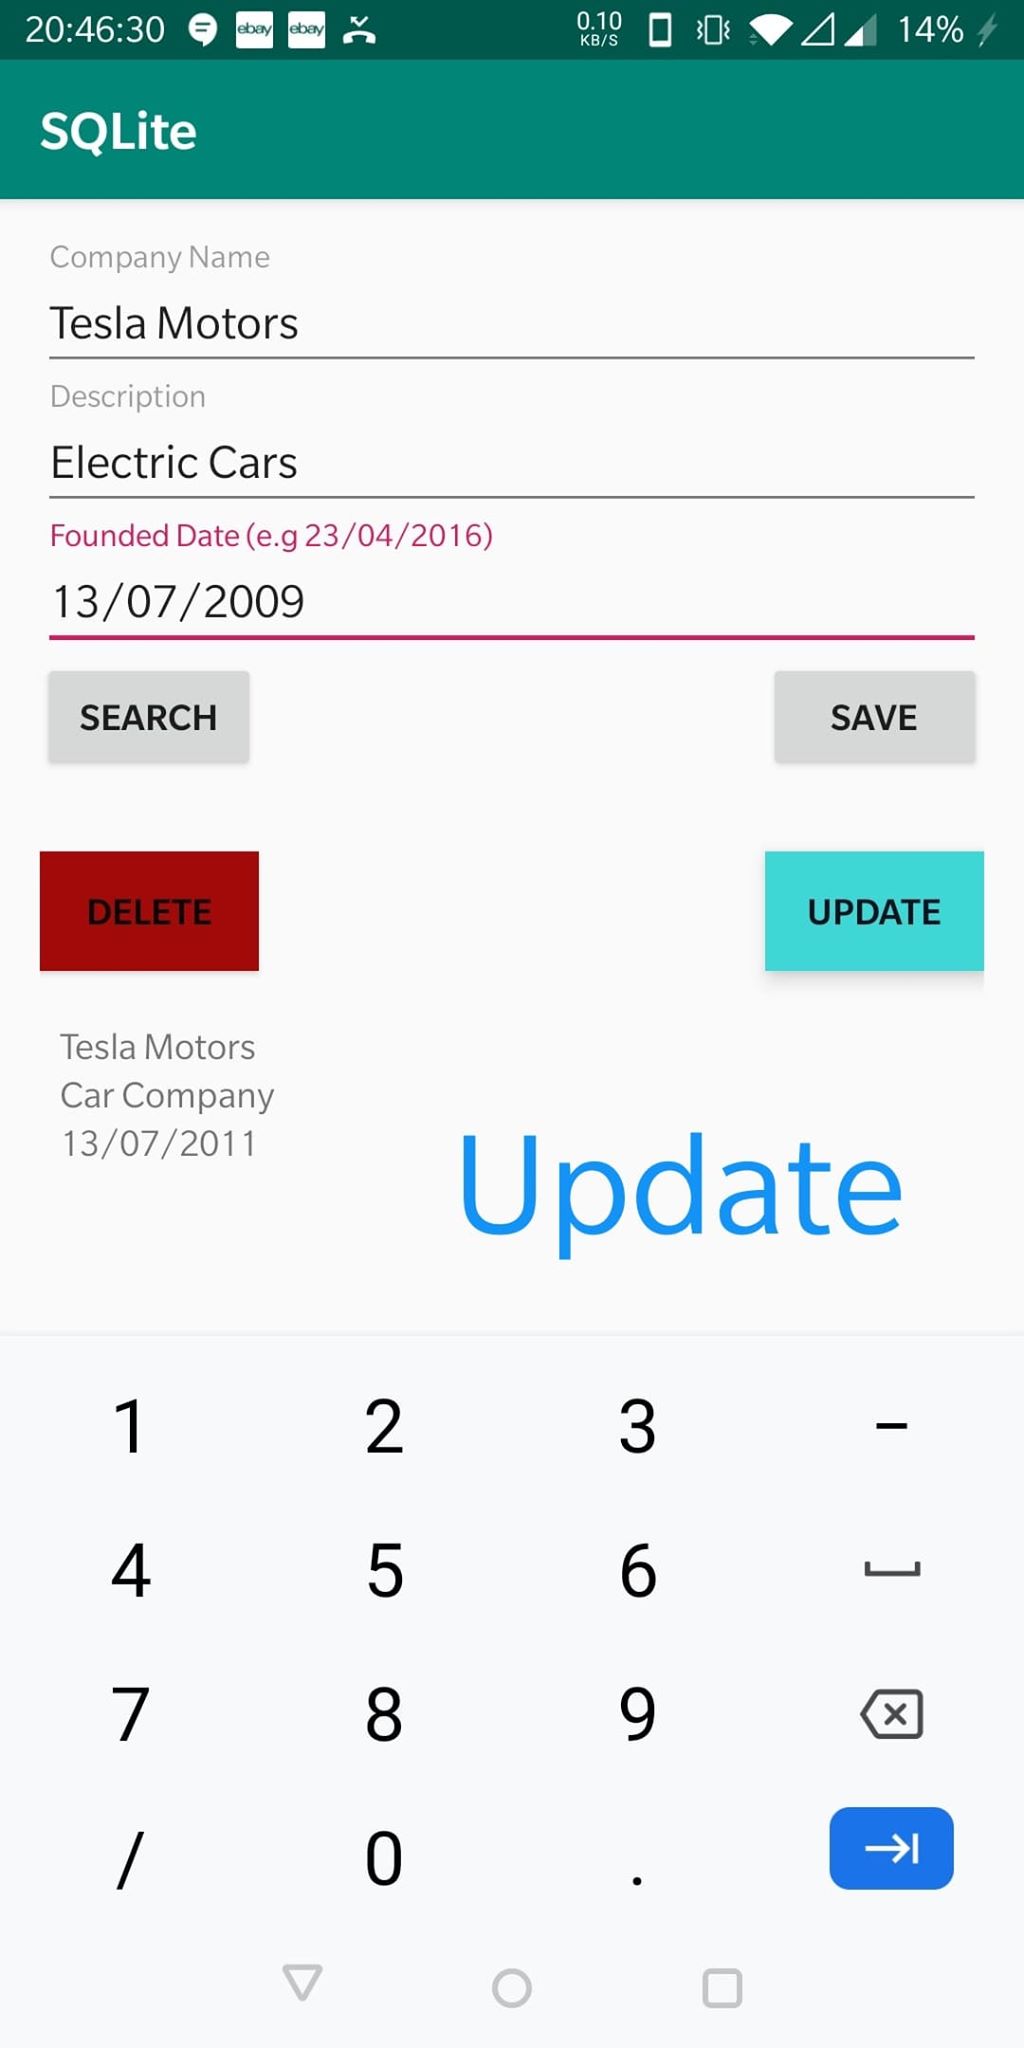 20:46:30 ebay ebay 0.10 KB/S 14%
SQLite
Company Name
Tesla Motors
Description
Electric Cars
Founded Date (e.g 23/04/2016)
13/07/2009
SEARCH SAVE
DELETE UPDATE
Tesla Motors
Car Company
13/07/2011
Update
1 2 3 –
4 5 6
7 8 9
/ 0 .